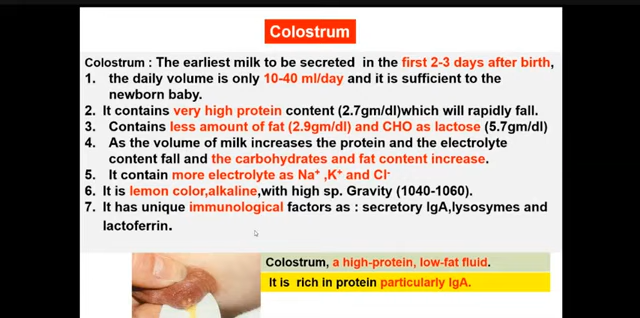 Colostrum
Colostrum : The earliest milk to be secreted in the first 2-3 days after birth,
1. the daily volume is only 10-40 ml/day and it is sufficient to the
newborn baby.
2. It contains very high protein content (2.7gm/dl)which will rapidly fall.
3. Contains less amount of fat (2.9gm/dl) and CHO as lactose (5.7gm/dl)
4. As the volume of milk increases the protein and the electrolyte
content fall and the carbohydrates and fat content increase.
5. It contain more electrolyte as Na⁺ ,K⁺ and Cl⁻
6. It is lemon color,alkaline,with high sp. Gravity (1040-1060).
7. It has unique immunological factors as : secretory IgA,lysosymes and
lactoferrin.
Colostrum, a high-protein, low-fat fluid.
It is rich in protein particularly IgA.